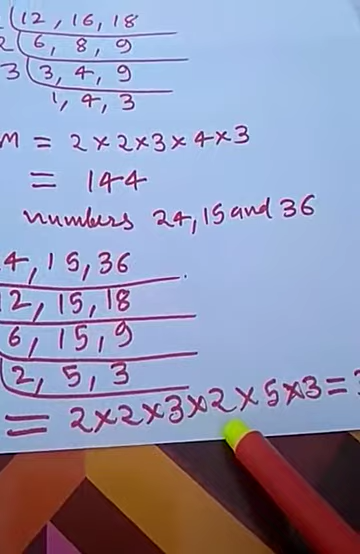 2 (12, 16, 18
2 (6, 8, 9
3 (3, 4, 9
1, 4, 3
M = 2×2×3×4×3
= 144
numbers 24, 15 and 36
4, 15, 36
2, 15, 18
6, 15, 9
(2, 5, 3
= 2×2×3×2×5×3=